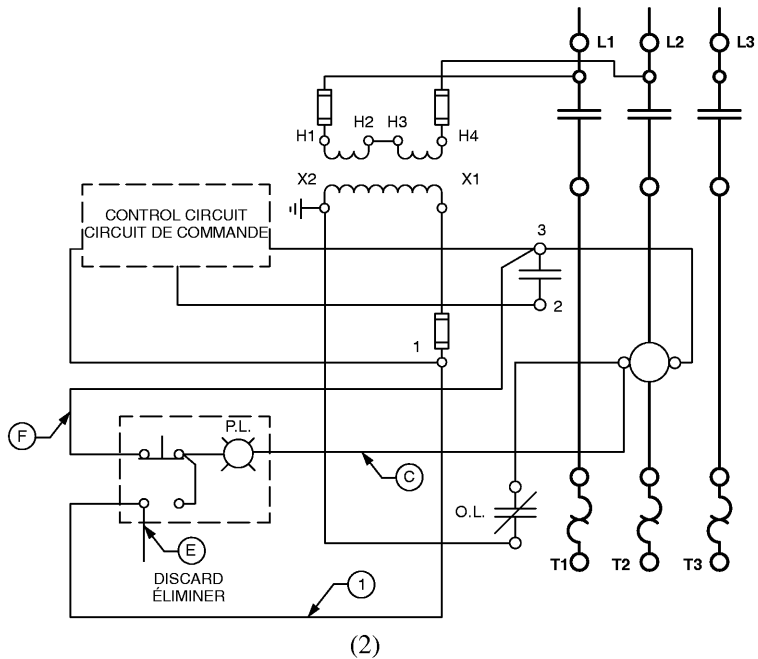 L1 L2 L3
H1 H2 H3 H4
X2 X1
CONTROL CIRCUIT
CIRCUIT DE COMMANDE
3
2
1
F
P.L.
C
O.L.
E
T1 T2 T3
DISCARD
ÉLIMINER
1
(2)